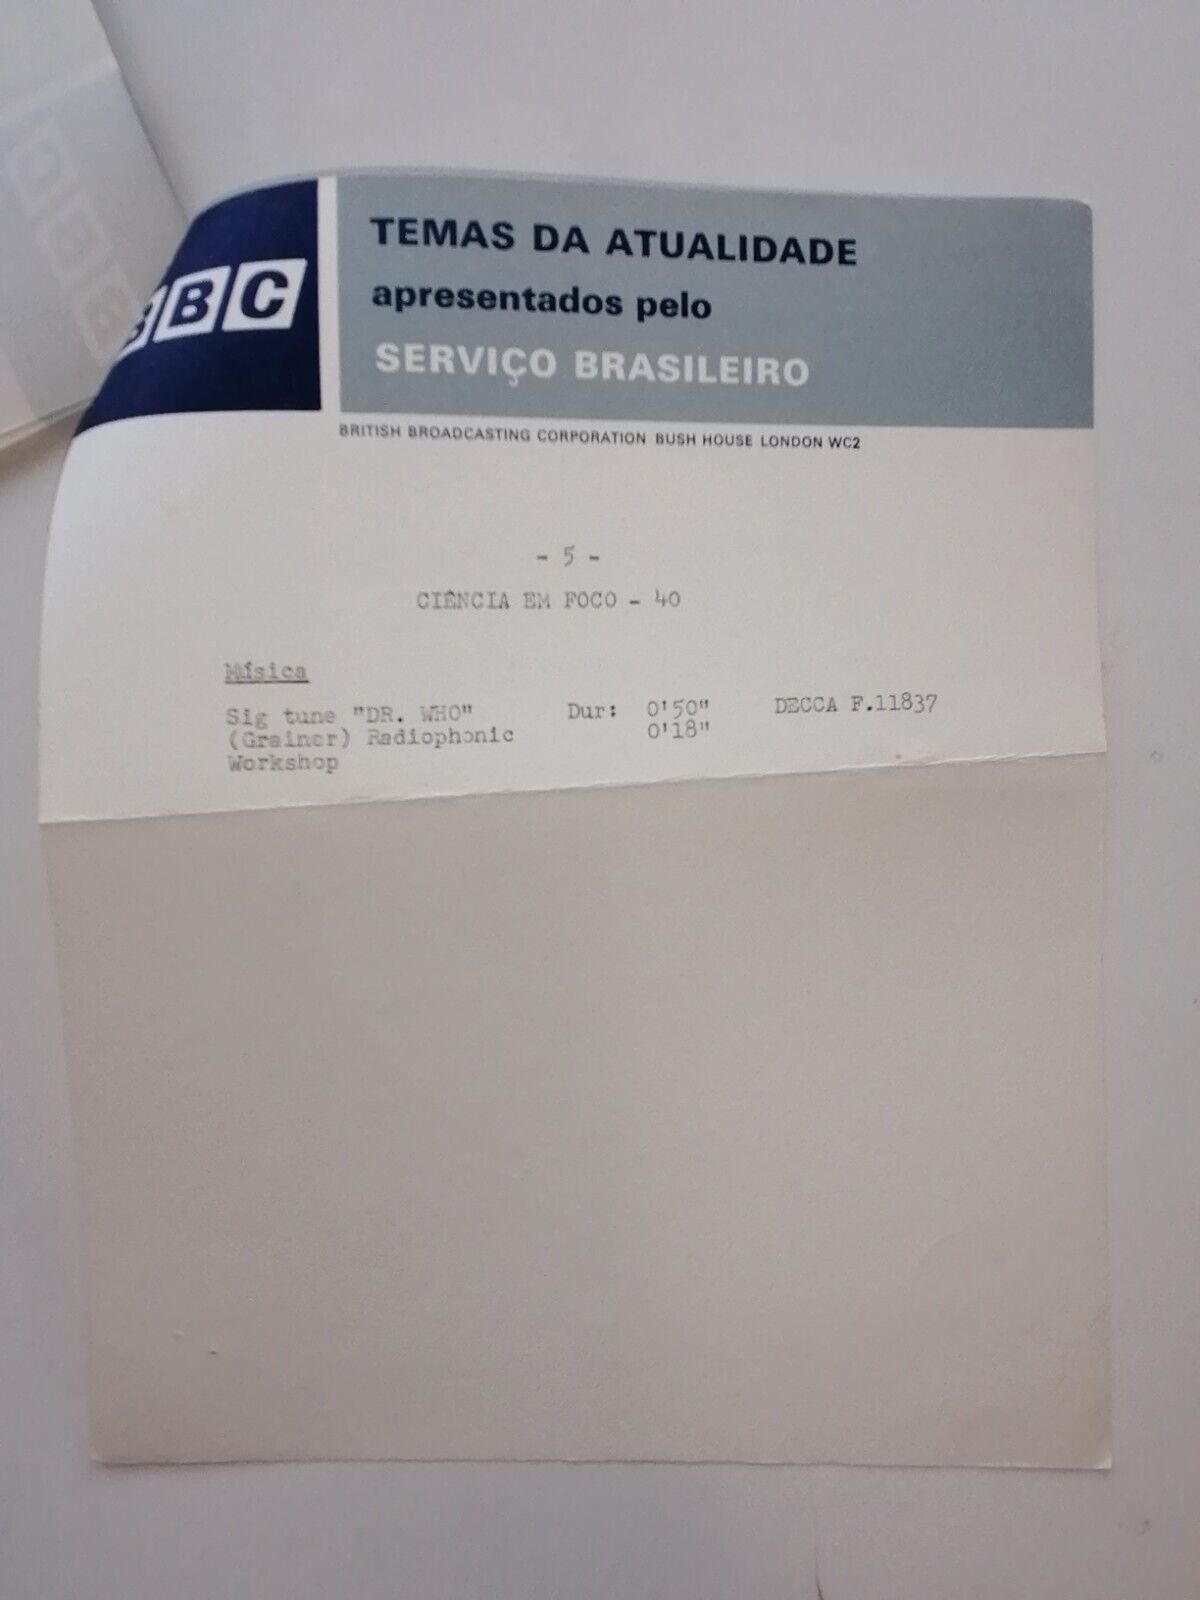 BBC
TEMAS DA ATUALIDADE
apresentados pelo
SERVIÇO BRASILEIRO
BRITISH BROADCASTING CORPORATION BUSH HOUSE LONDON WC2
- 5 -
CIÊNCIA EM FOCO - 40
Música
Sig tune "DR. WHO" Dur: 0'50" DECCA F.11837
(Grainer) Radiophonic 0'18"
Workshop
BBC